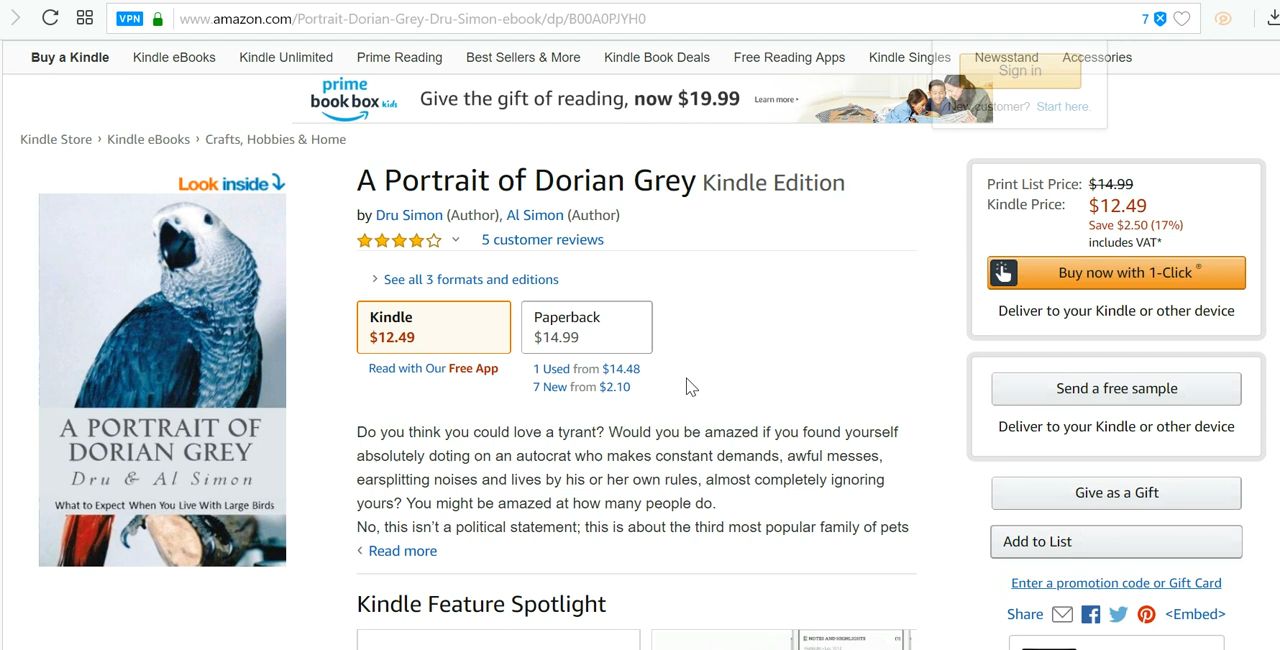 VPN
www.amazon.com/Portrait-Dorian-Grey-Dru-Simon-ebook/dp/B00A0PJYH0
7
Buy a Kindle Kindle eBooks Kindle Unlimited Prime Reading Best Sellers & More Kindle Book Deals Free Reading Apps Kindle Singles Newsstand Accessories
Sign in
New customer? Start here.
prime
book box kids
Give the gift of reading, now $19.99 Learn more ›
Kindle Store › Kindle eBooks › Crafts, Hobbies & Home
Look inside
A PORTRAIT OF
DORIAN GREY
Dru & Al Simon
What to Expect When You Live With Large Birds
A Portrait of Dorian Grey Kindle Edition
by Dru Simon (Author), Al Simon (Author)
5 customer reviews
› See all 3 formats and editions
Kindle
$12.49
Paperback
$14.99
Read with Our Free App
1 Used from $14.48
7 New from $2.10
Do you think you could love a tyrant? Would you be amazed if you found yourself
absolutely doting on an autocrat who makes constant demands, awful messes,
earsplitting noises and lives by his or her own rules, almost completely ignoring
yours? You might be amazed at how many people do.
No, this isn’t a political statement; this is about the third most popular family of pets
‹ Read more
Kindle Feature Spotlight
NOTES AND HIGHLIGHTS
Print List Price: $14.99
Kindle Price: $12.49
Save $2.50 (17%)
includes VAT*
Buy now with 1-Click ®
Deliver to your Kindle or other device
Send a free sample
Deliver to your Kindle or other device
Give as a Gift
Add to List
Enter a promotion code or Gift Card
Share <Embed>